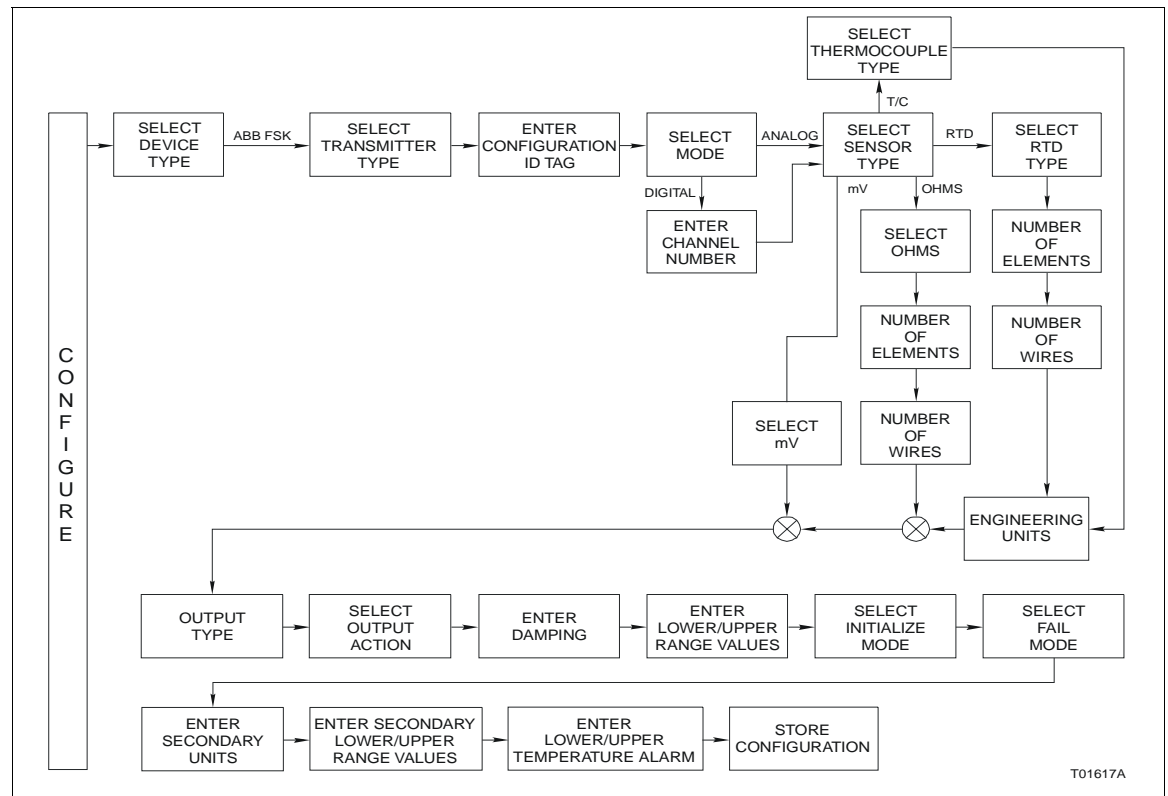 SELECT
THERMOCOUPLE
TYPE
T/C
SELECT
DEVICE
TYPE
ABB FSK
SELECT
TRANSMITTER
TYPE
ENTER
CONFIGURATION
ID TAG
SELECT
MODE
ANALOG
SELECT
SENSOR
TYPE
RTD
SELECT
RTD
TYPE
DIGITAL
mV
OHMS
ENTER
CHANNEL
NUMBER
SELECT
OHMS
NUMBER
OF
ELEMENTS
NUMBER
OF
ELEMENTS
NUMBER
OF
WIRES
C
O
N
F
I
G
U
R
E
SELECT
mV
NUMBER
OF
WIRES
ENGINEERING
UNITS
OUTPUT
TYPE
SELECT
OUTPUT
ACTION
ENTER
DAMPING
ENTER
LOWER/UPPER
RANGE VALUES
SELECT
INITIALIZE
MODE
SELECT
FAIL
MODE
ENTER
SECONDARY
UNITS
ENTER SECONDARY
LOWER/UPPER
RANGE VALUES
ENTER
LOWER/UPPER
TEMPERATURE ALARM
STORE
CONFIGURATION
T01617A